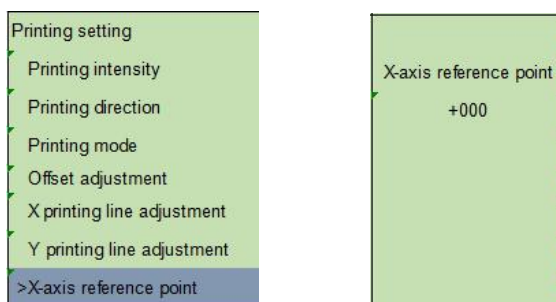 Printing setting
Printing intensity
Printing direction
Printing mode
Offset adjustment
X printing line adjustment
Y printing line adjustment
>X-axis reference point
X-axis reference point
+000